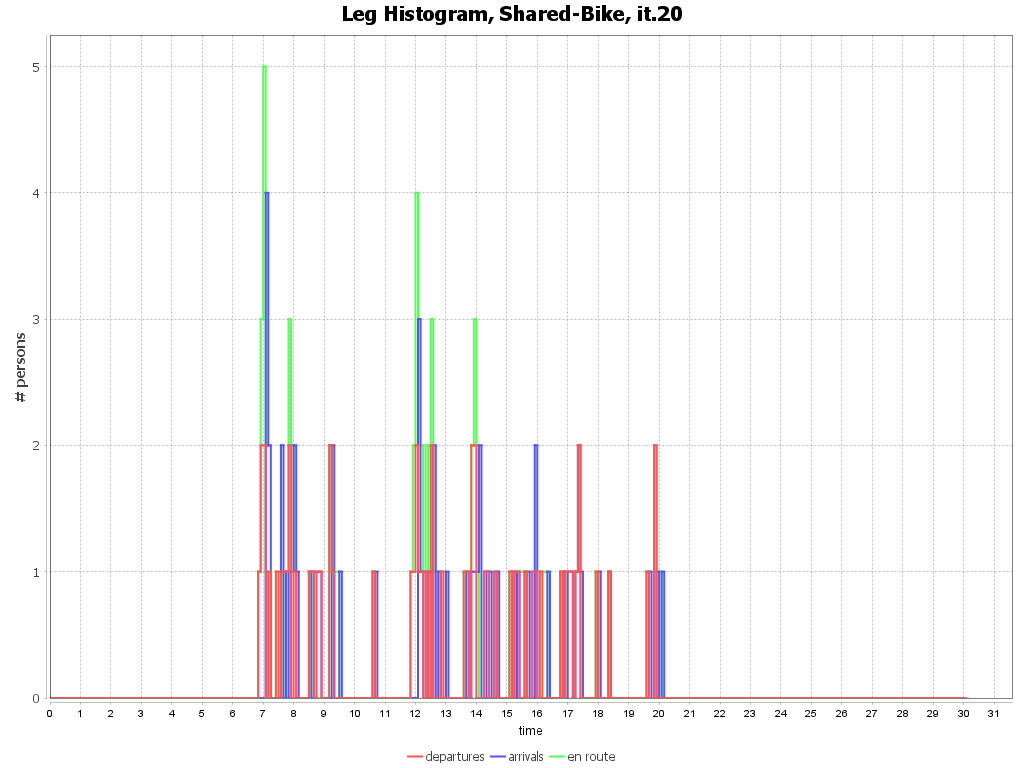 Leg Histogram, Shared-Bike, it.20
# persons
5
4
3
2
1
0
0 1 2 3 4 5 6 7 8 9 10 11 12 13 14 15 16 17 18 19 20 21 22 23 24 25 26 27 28 29 30 31
time
departures arrivals en route